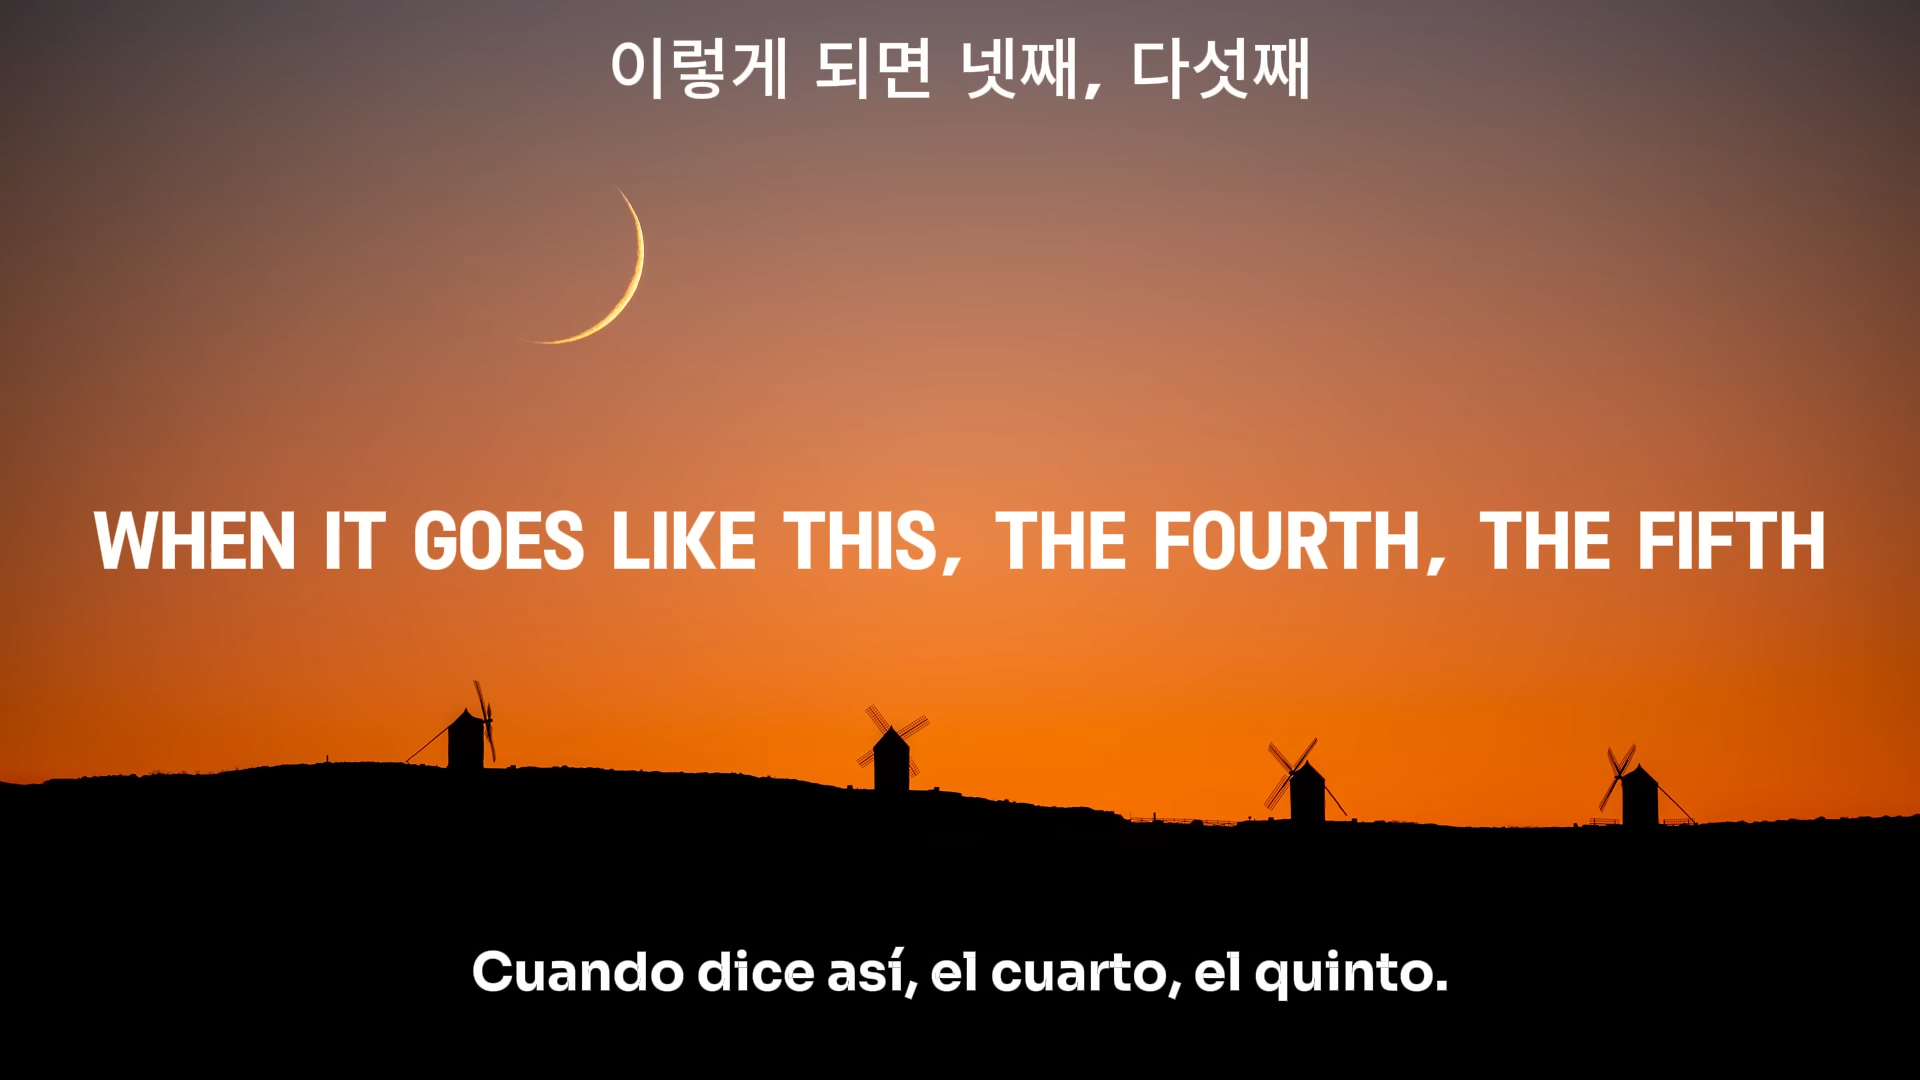 이렇게 되면 넷째, 다섯째
WHEN IT GOES LIKE THIS, THE FOURTH, THE FIFTH
Cuando dice así, el cuarto, el quinto.